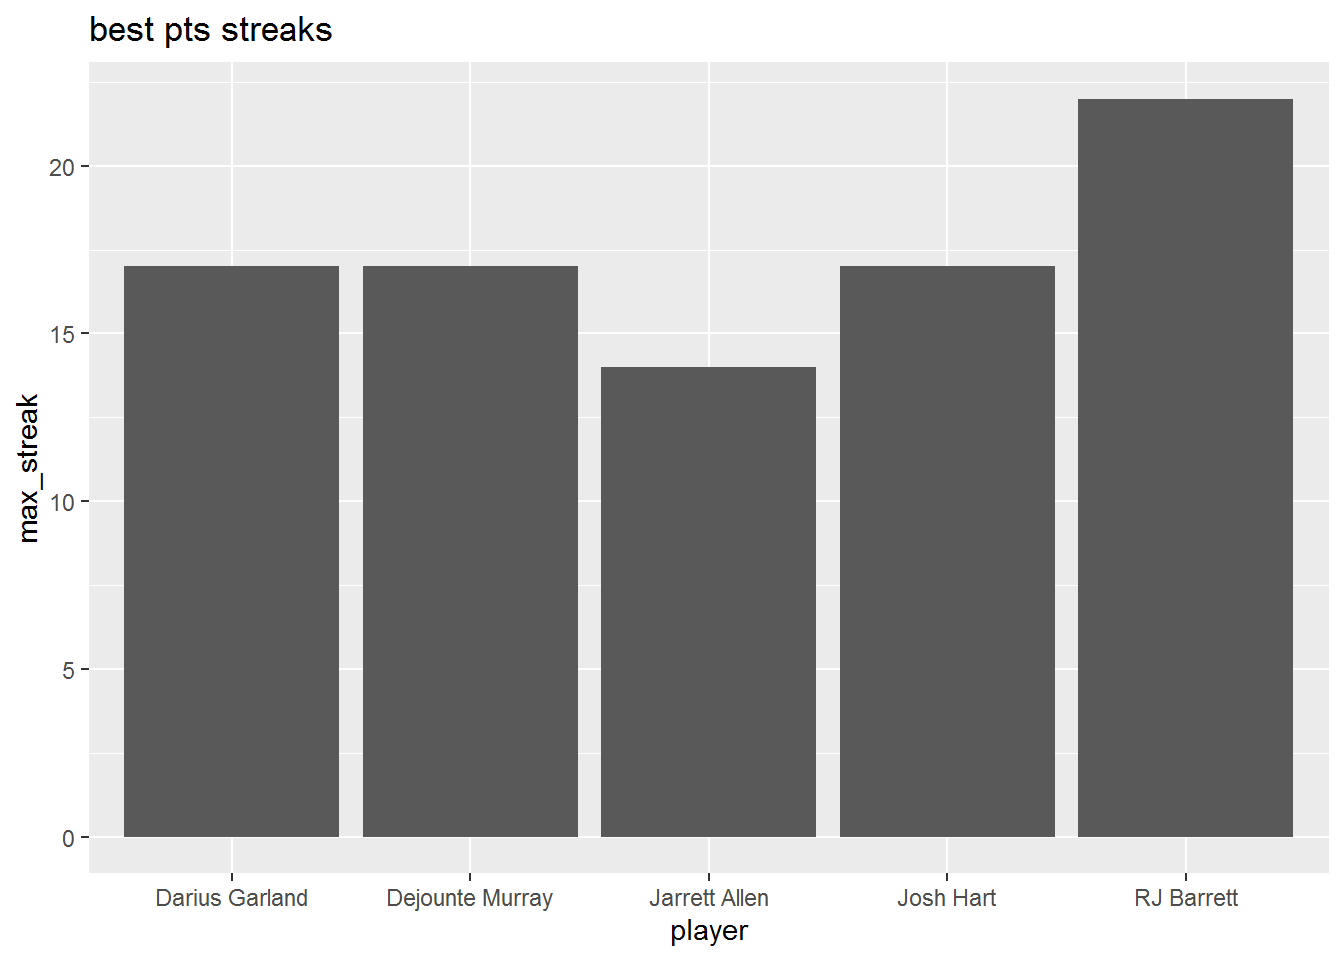 best pts streaks
max_streak
20
15
10
5
0
Darius Garland
Dejounte Murray
Jarrett Allen
Josh Hart
RJ Barrett
player